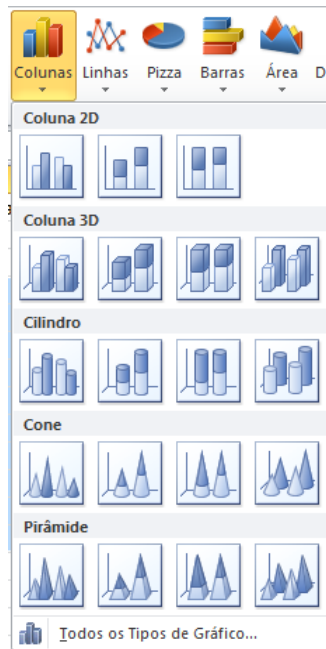 Colunas Linhas Pizza Barras Área D
Coluna 2D
Coluna 3D
Cilindro
Cone
Pirâmide
Todos os Tipos de Gráfico...